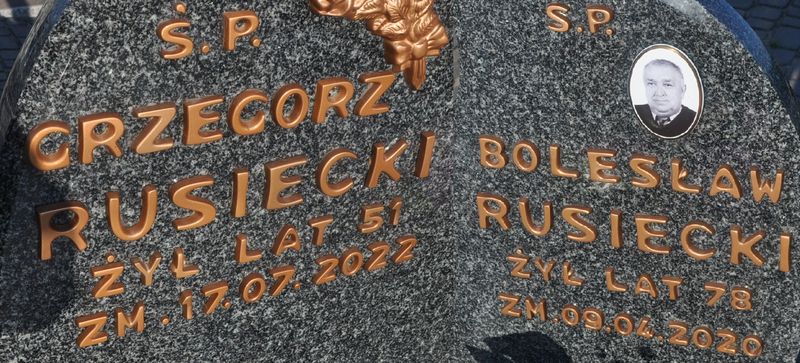 Ś.P.
GRZEGORZ
RUSIECKI
ŻYŁ LAT 51
ZM. 17.07.2022
Ś.P.
BOLESŁAW
RUSIECKI
ŻYŁ LAT 78
ZM. 09.04.2020